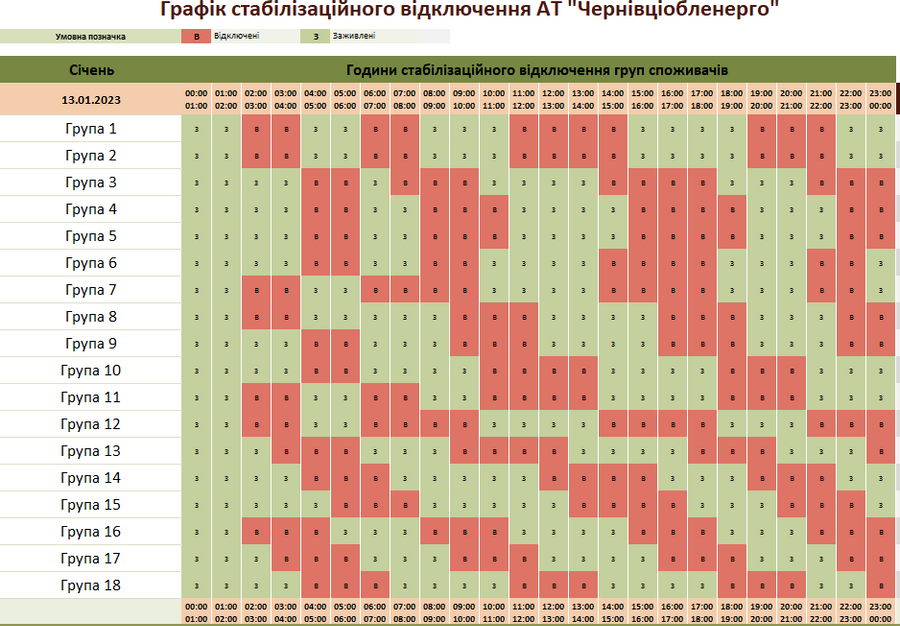 Графік стабілізаційного відключення АТ "Чернівціобленерго"
Умовна позначка В Відключені З Заживлені
Січень Години стабілізаційного відключення груп споживачів
13.01.2023 00:00 01:00 02:00 03:00 04:00 05:00 06:00 07:00 08:00 09:00 10:00 11:00 12:00 13:00 14:00 15:00 16:00 17:00 18:00 19:00 20:00 21:00 22:00 23:00
01:00 02:00 03:00 04:00 05:00 06:00 07:00 08:00 09:00 10:00 11:00 12:00 13:00 14:00 15:00 16:00 17:00 18:00 19:00 20:00 21:00 22:00 23:00 00:00
Група 1 З З В В З З В В З З З В В В В З З З З В В В З З
Група 2 З З В В З З В В З З З В В В В З З З З В В В З З
Група 3 З З З З В В З В В В З З З З В В В В З З З В В В
Група 4 З З З З В В З З В В В З З З З В В В В З З З В В
Група 5 З З З З В В З З В В В З З З З В В В В З З З В В
Група 6 З З З З В В З З В В З З З З В В В В З З З В В З
Група 7 З З В В З З В В В В З З З З В В В В З З З В В З
Група 8 З З В В З З З З З В В В З З З З В В В З З З В В
Група 9 З З З З В В З З З В В В З З З З В В В З З З В В
Група 10 З З З З В В З З З З В В В В З З З З В В В З З З
Група 11 З З В В З З В В З З В В В В З З З З В В В З З З
Група 12 З З В В З З В В В В З З З З В В В В З З З В В В
Група 13 З З З В В В З З З В В В В З З З З В В В З З З В
Група 14 З З З З В В В З З З З З В В В В З З З В В В З З
Група 15 З З З З З В В В З З З З З В В В В З З З В В В З
Група 16 З З В В В З З З В В В З З З З В В В З З З В В В
Група 17 З З З В В В З З З В В В З З З З В В В З З З В В
Група 18 З З З З В В В З З З З В В В З З З З В В В З З В
00:00 01:00 02:00 03:00 04:00 05:00 06:00 07:00 08:00 09:00 10:00 11:00 12:00 13:00 14:00 15:00 16:00 17:00 18:00 19:00 20:00 21:00 22:00 23:00
01:00 02:00 03:00 04:00 05:00 06:00 07:00 08:00 09:00 10:00 11:00 12:00 13:00 14:00 15:00 16:00 17:00 18:00 19:00 20:00 21:00 22:00 23:00 00:00